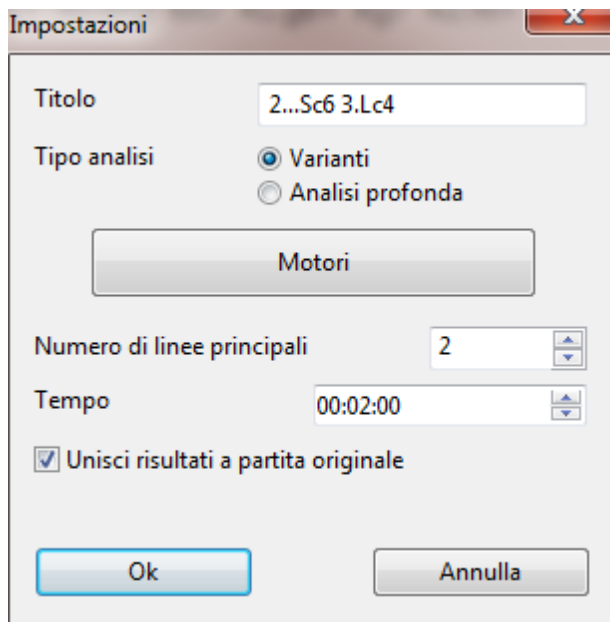 Impostazioni
Titolo
2...Sc6 3.Lc4
Tipo analisi
Varianti
Analisi profonda
Motori
Numero di linee principali
2
Tempo
00:02:00
Unisci risultati a partita originale
Ok
Annulla